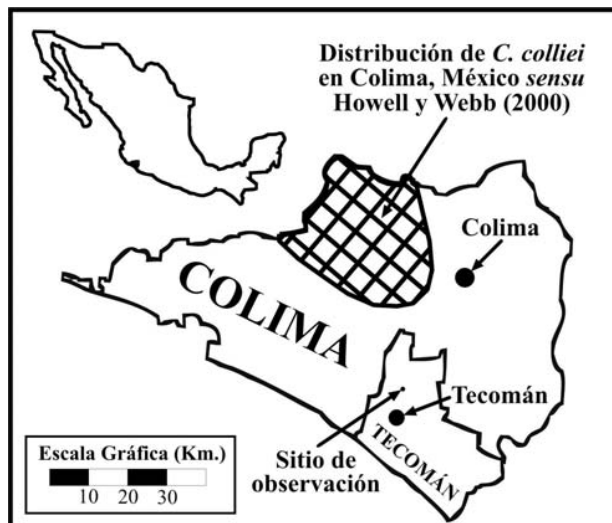 Distribución de C. colliei
en Colima, México sensu
Howell y Webb (2000)
Colima
COLIMA
Tecomán
TECOMÁN
Sitio de
observación
Escala Gráfica (Km.)
10 20 30